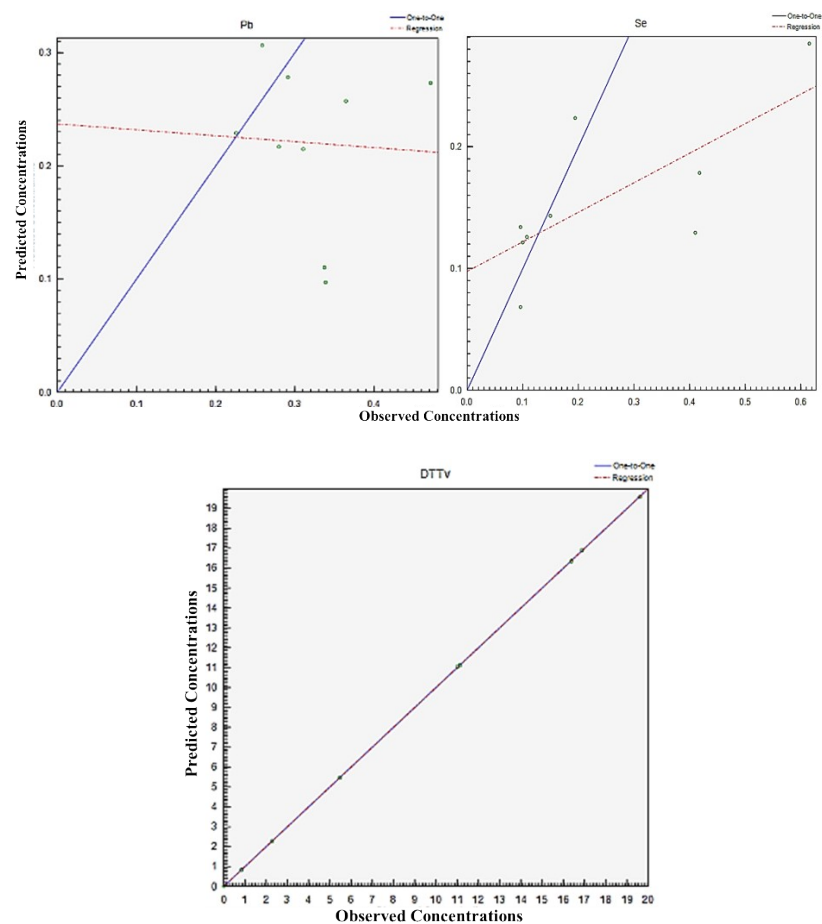 Pb
One-to-One
Regression
Se
One-to-One
Regression
0.3
0.2
0.1
0.0
Predicted Concentrations
0.0 0.1 0.2 0.3 0.4
0.2
0.1
0.0
0.0 0.1 0.2 0.3 0.4 0.5 0.6
Observed Concentrations
DTTv
One-to-One
Regression
19
18
17
16
15
14
13
12
11
10
9
8
7
6
5
4
3
2
1
0
Predicted Concentrations
0 1 2 3 4 5 6 7 8 9 10 11 12 13 14 15 16 17 18 19 20
Observed Concentrations